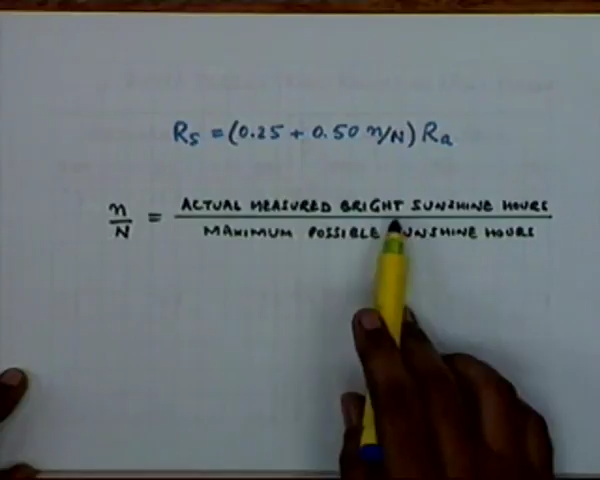 Rs = (0.25 + 0.50 n/N) Ra
n/N = ACTUAL MEASURED BRIGHT SUNSHINE HOURS
MAXIMUM POSSIBLE SUNSHINE HOURS